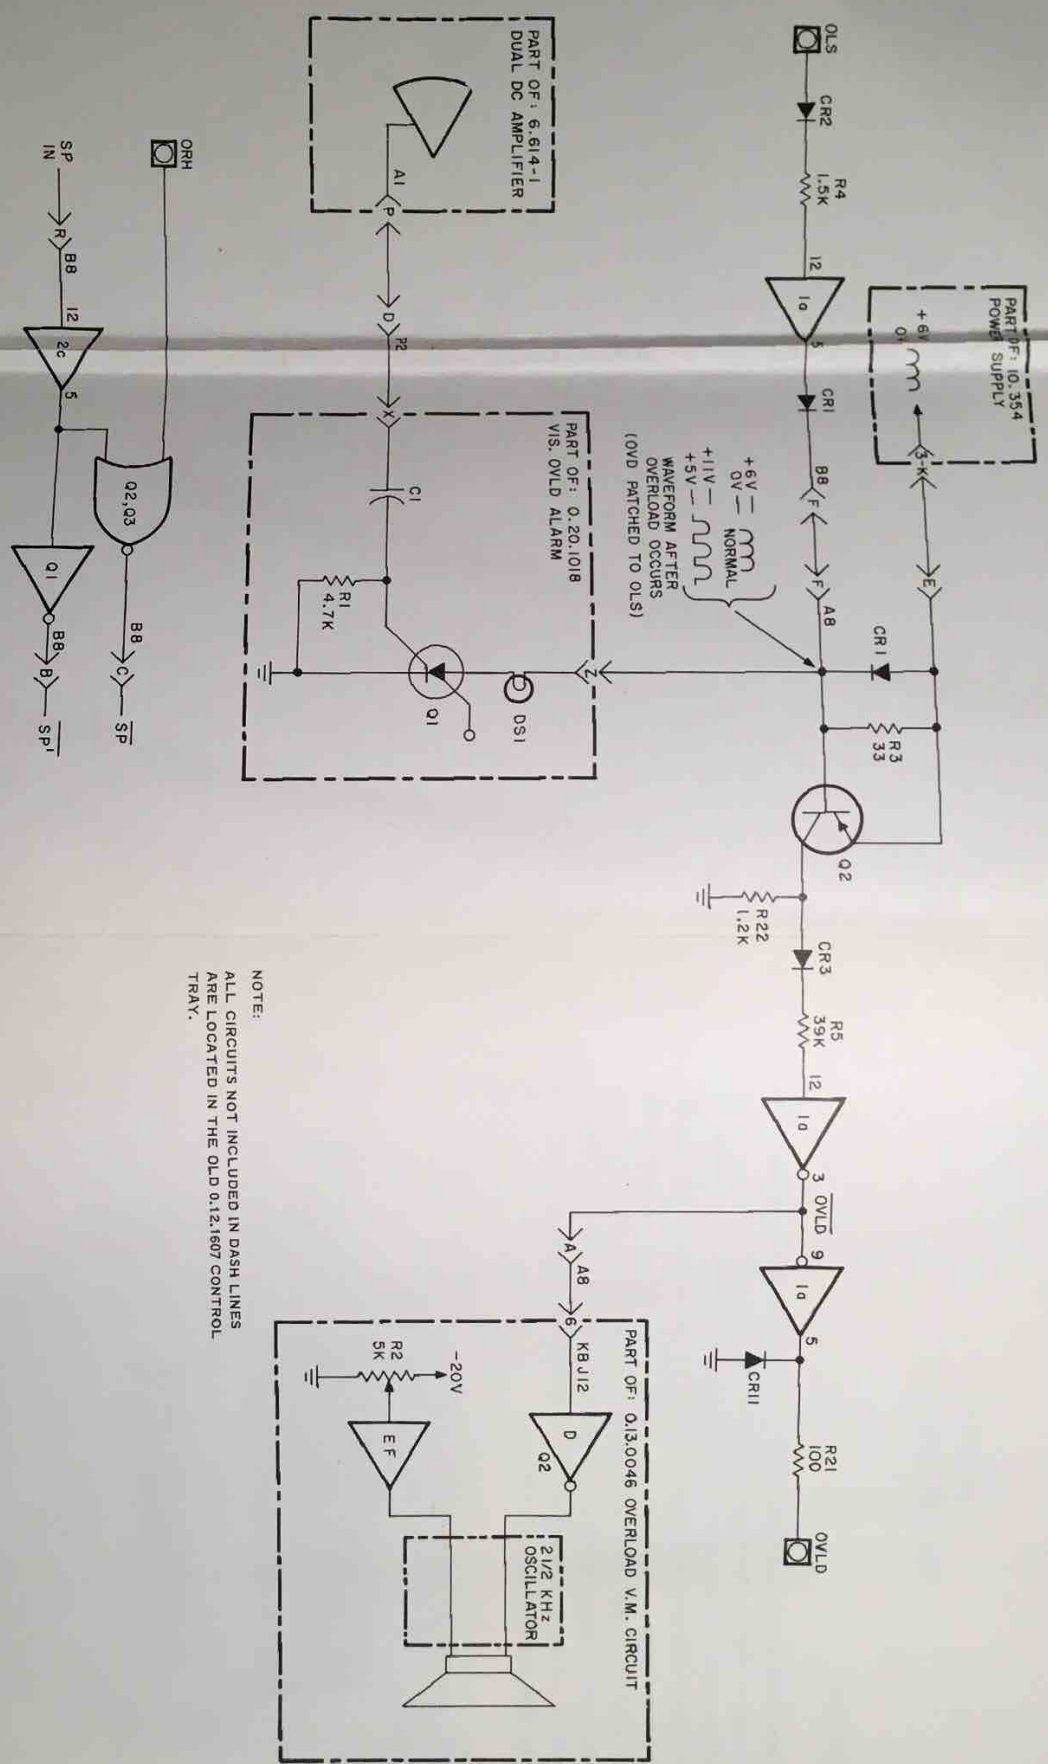 OLS
CR2
R4
1.5K
12
1a
5
CR1
B8
F
F
A8
PART OF: 10.354
POWER SUPPLY
+6V
0V
3-K
E
CR1
R3
33
Q2
R22
1.2K
CR3
R5
39K
12
1a
3
OVLD
9
1a
5
CR11
R21
100
OVLD
+6V
0V
NORMAL
+11V
+5V
WAVEFORM AFTER
OVERLOAD OCCURS
(OVD PATCHED TO OLS)
PART OF: 6.614-1
DUAL DC AMPLIFIER
A1
P
D
P2
X
PART OF: 0.20.1018
VIS. OVLD ALARM
C1
R1
4.7K
Q1
DS1
Z
A
A8
6
KBJ12
PART OF: 0.13.0046 OVERLOAD V.M. CIRCUIT
D
Q2
-20V
R2
5K
EF
2 1/2 KHz
OSCILLATOR
ORH
SP
IN
R
B8
12
2c
5
Q2,Q3
B8
C
SP
Q1
B8
B
SP'
NOTE:
ALL CIRCUITS NOT INCLUDED IN DASH LINES
ARE LOCATED IN THE OLD 0.12.1607 CONTROL
TRAY.